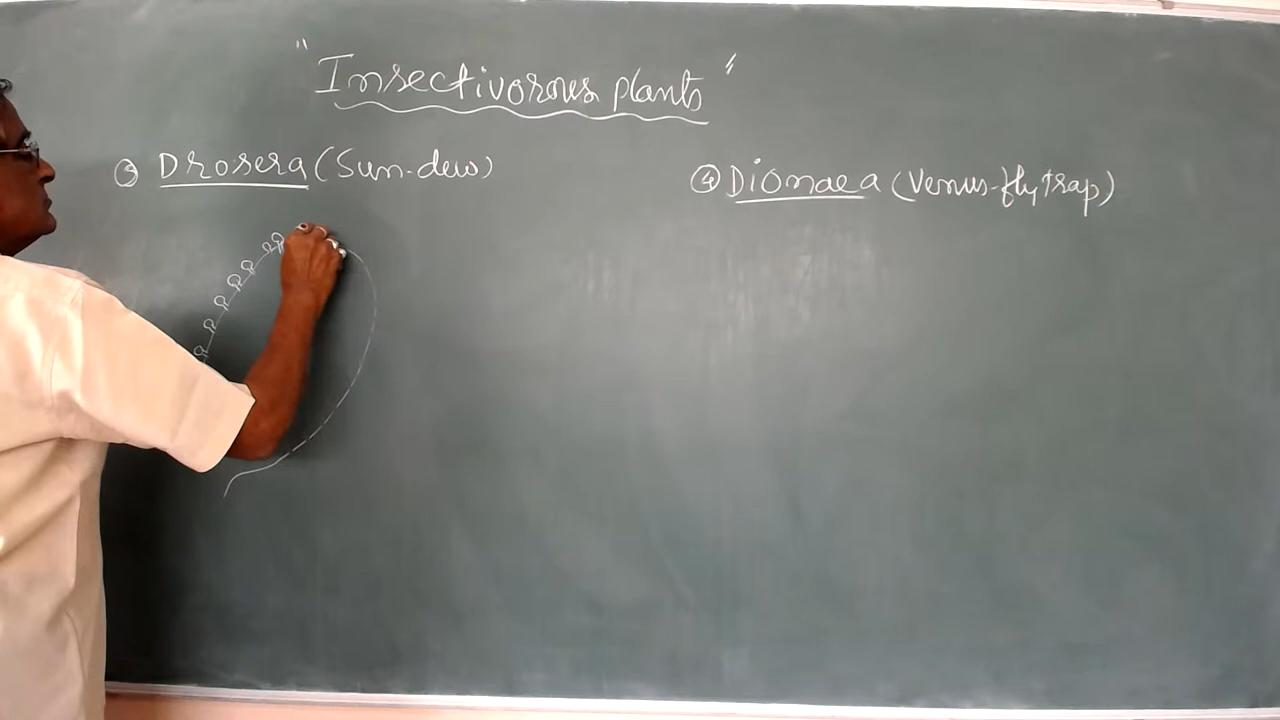 "Insectivorous plants"
③ Drosera (Sun-dew)
④ Dionaea (Venus-fly trap)